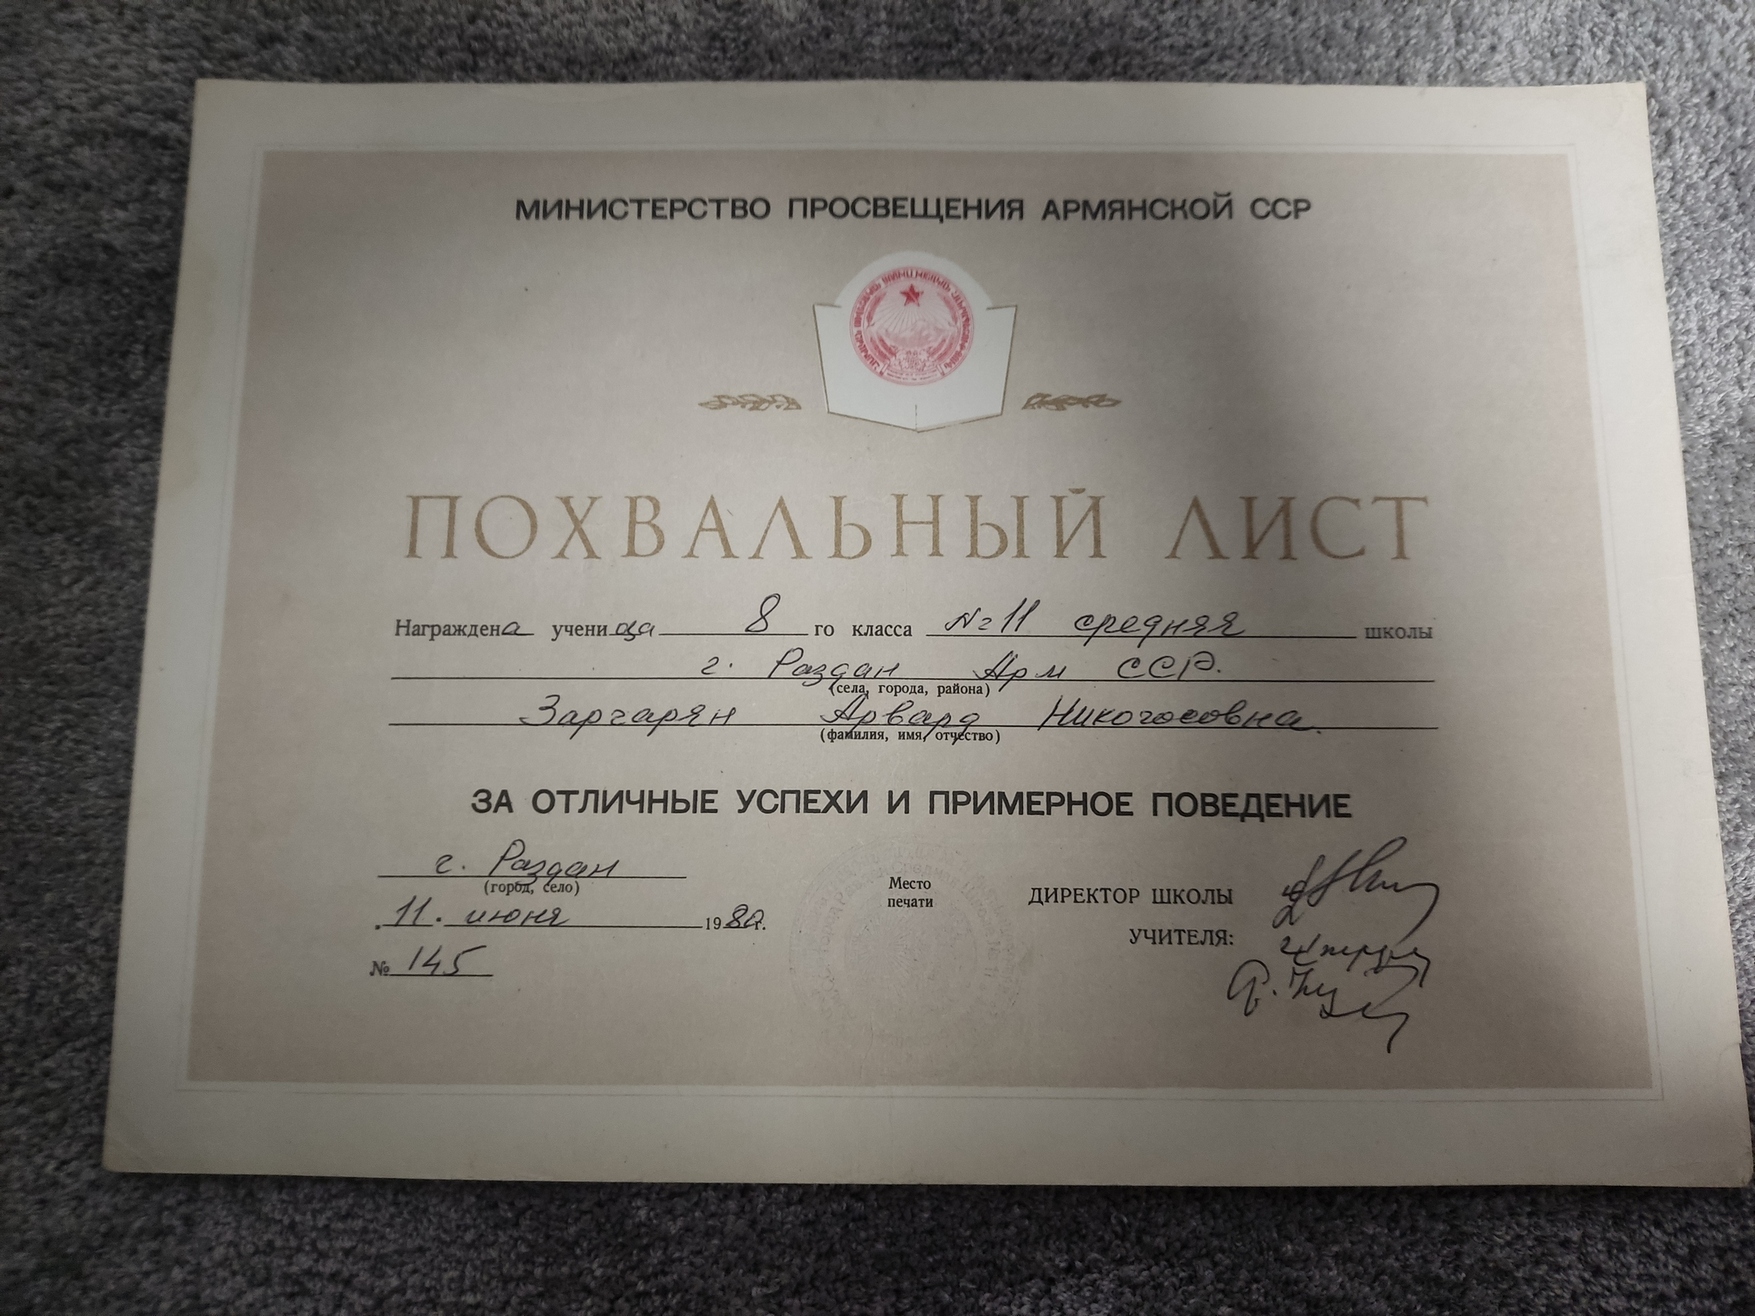 МИНИСТЕРСТВО ПРОСВЕЩЕНИЯ АРМЯНСКОЙ ССР
ПОХВАЛЬНЫЙ ЛИСТ
Награждена ученица 8 го класса №11 средняя школы
г. Раздан Арм ССР.
(села, города, района)
Заргарян Арвард Никогосовна.
(фамилия, имя, отчество)
ЗА ОТЛИЧНЫЕ УСПЕХИ И ПРИМЕРНОЕ ПОВЕДЕНИЕ
г. Раздан
(город, село)
11. июня 1980г.
№ 145
Место
печати
ДИРЕКТОР ШКОЛЫ
УЧИТЕЛЯ: